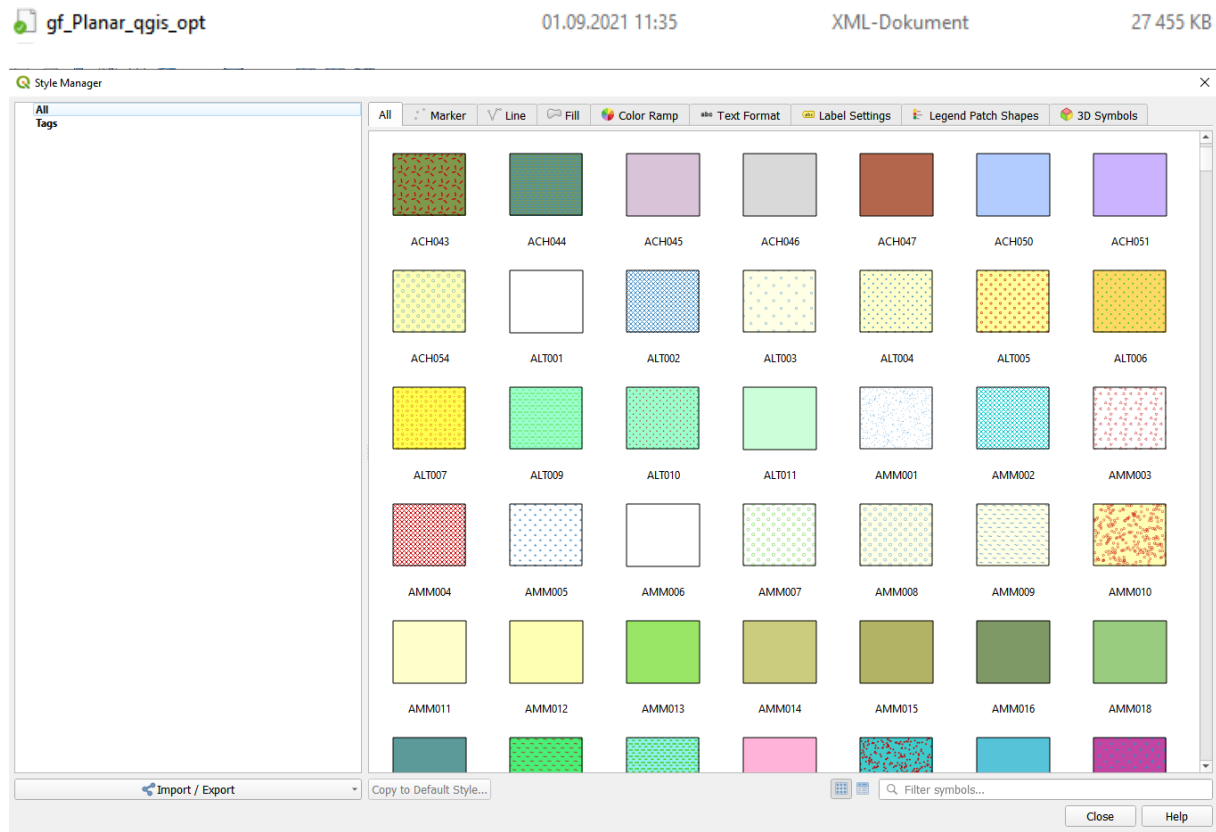 gf_Planar_qgis_opt 01.09.2021 11:35 XML-Dokument 27 455 KB
Style Manager
All
Tags
All Marker Line Fill Color Ramp abc Text Format abc Label Settings Legend Patch Shapes 3D Symbols
ACH043 ACH044 ACH045 ACH046 ACH047 ACH050 ACH051
ACH054 ALT001 ALT002 ALT003 ALT004 ALT005 ALT006
ALT007 ALT009 ALT010 ALT011 AMM001 AMM002 AMM003
AMM004 AMM005 AMM006 AMM007 AMM008 AMM009 AMM010
AMM011 AMM012 AMM013 AMM014 AMM015 AMM016 AMM018
Import / Export Copy to Default Style... Filter symbols...
Close Help